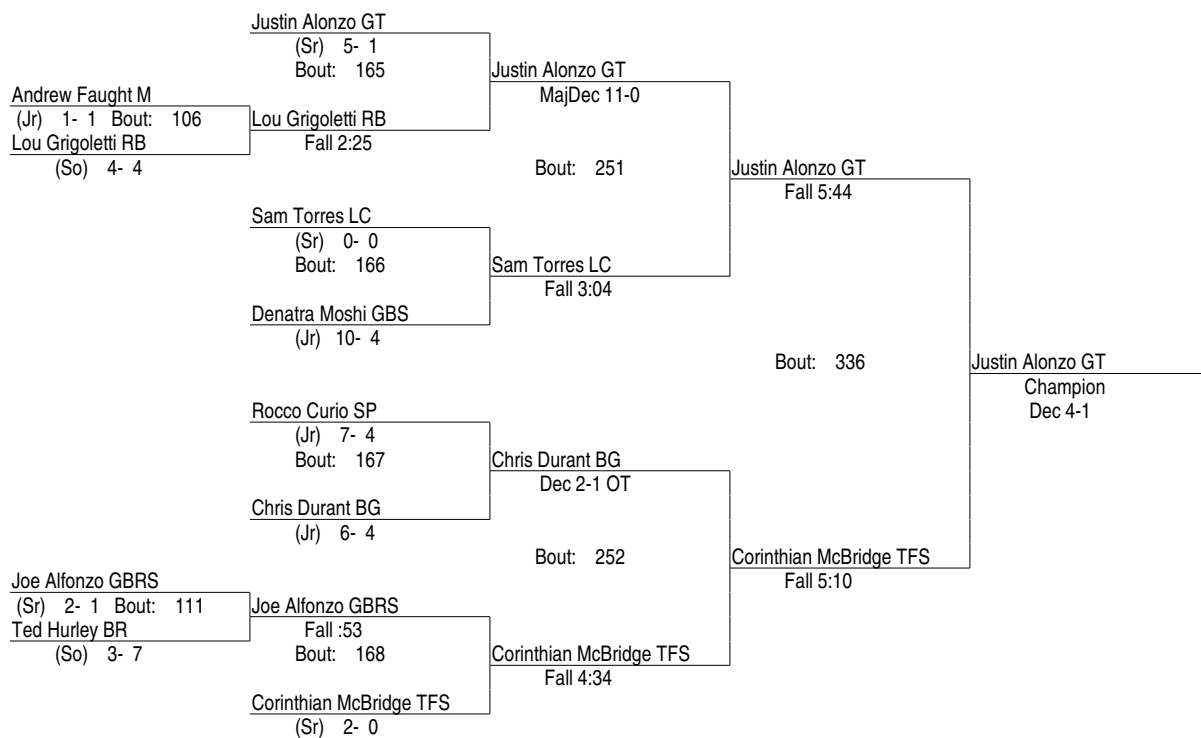 Justin Alonzo GT
(Sr) 5- 1
Bout: 165
Justin Alonzo GT
MajDec 11-0
Andrew Faught M
(Jr) 1- 1 Bout: 106
Lou Grigoletti RB
Fall 2:25
Lou Grigoletti RB
(So) 4- 4
Bout: 251
Justin Alonzo GT
Fall 5:44
Sam Torres LC
(Sr) 0- 0
Bout: 166
Sam Torres LC
Fall 3:04
Denatra Moshi GBS
(Jr) 10- 4
Bout: 336
Justin Alonzo GT
Champion
Dec 4-1
Rocco Curio SP
(Jr) 7- 4
Bout: 167
Chris Durant BG
Dec 2-1 OT
Chris Durant BG
(Jr) 6- 4
Bout: 252
Corinthian McBridge TFS
Fall 5:10
Joe Alfonzo GBRS
(Sr) 2- 1 Bout: 111
Joe Alfonzo GBRS
Fall :53
Ted Hurley BR
(So) 3- 7
Bout: 168
Corinthian McBridge TFS
Fall 4:34
Corinthian McBridge TFS
(Sr) 2- 0